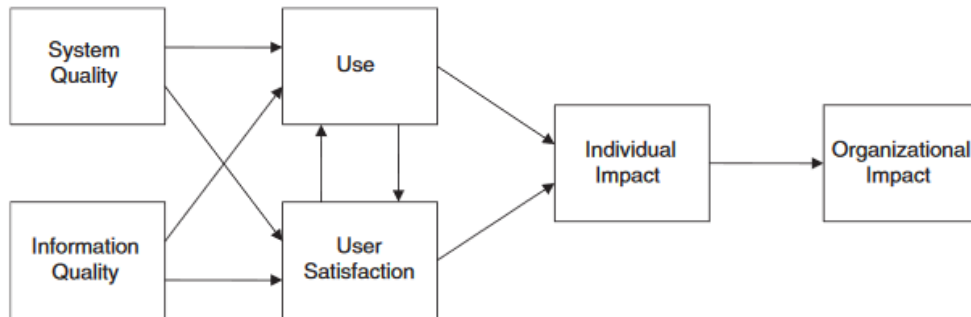 System
Quality
Use
Individual
Impact
Organizational
Impact
Information
Quality
User
Satisfaction